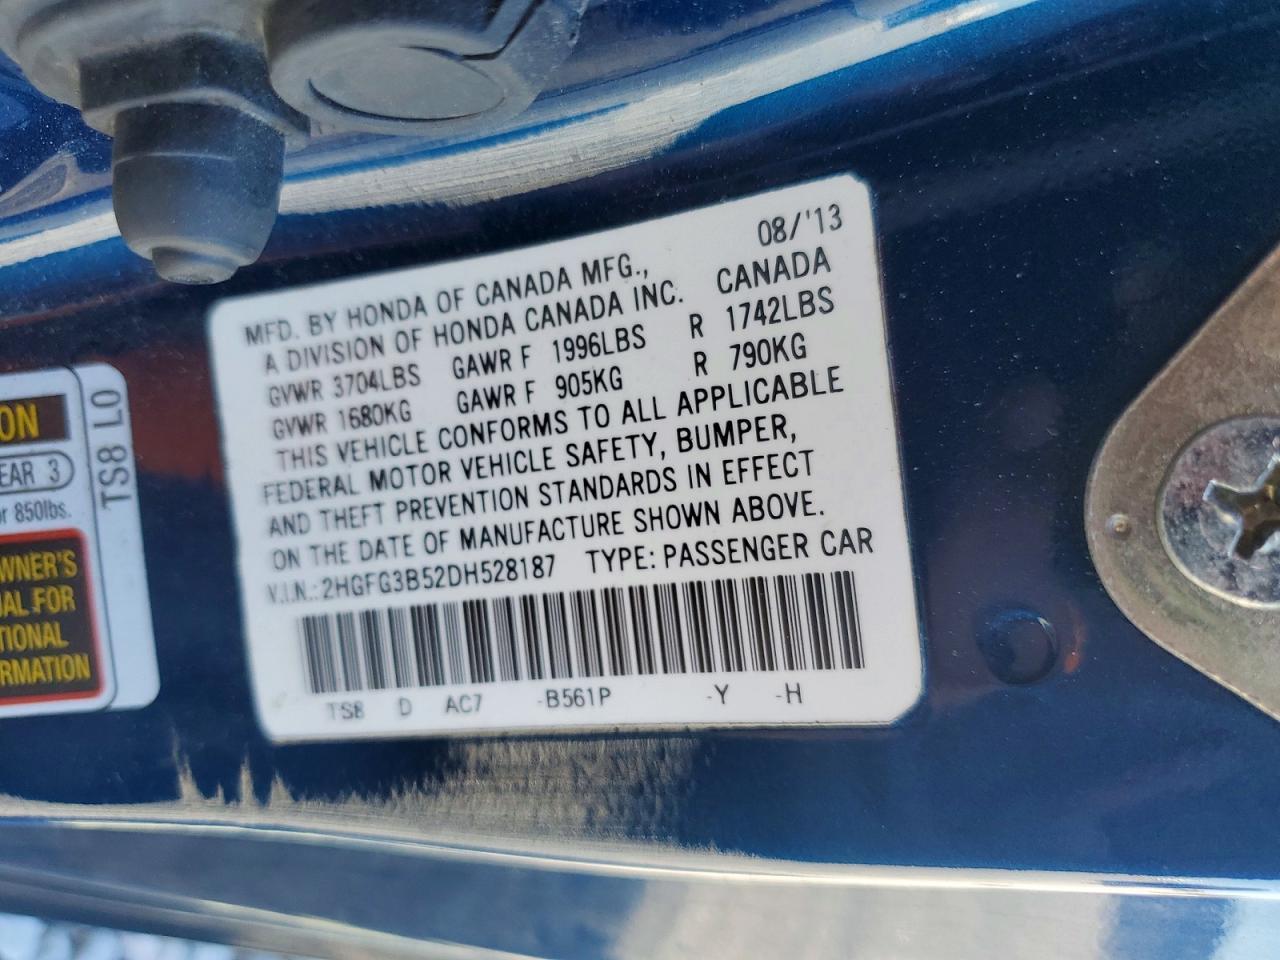 08/'13
MFD. BY HONDA OF CANADA MFG.,
A DIVISION OF HONDA CANADA INC. CANADA
GVWR 3704LBS GAWR F 1996LBS R 1742LBS
GVWR 1680KG GAWR F 905KG R 790KG
THIS VEHICLE CONFORMS TO ALL APPLICABLE
FEDERAL MOTOR VEHICLE SAFETY, BUMPER,
AND THEFT PREVENTION STANDARDS IN EFFECT
ON THE DATE OF MANUFACTURE SHOWN ABOVE.
V.I.N.: 2HGFG3B52DH528187 TYPE: PASSENGER CAR
TS8 D AC7 -B561P -Y -H
TS8 L0
ON
EAR 3
or 850lbs.
WNER'S
UAL FOR
TIONAL
RMATION